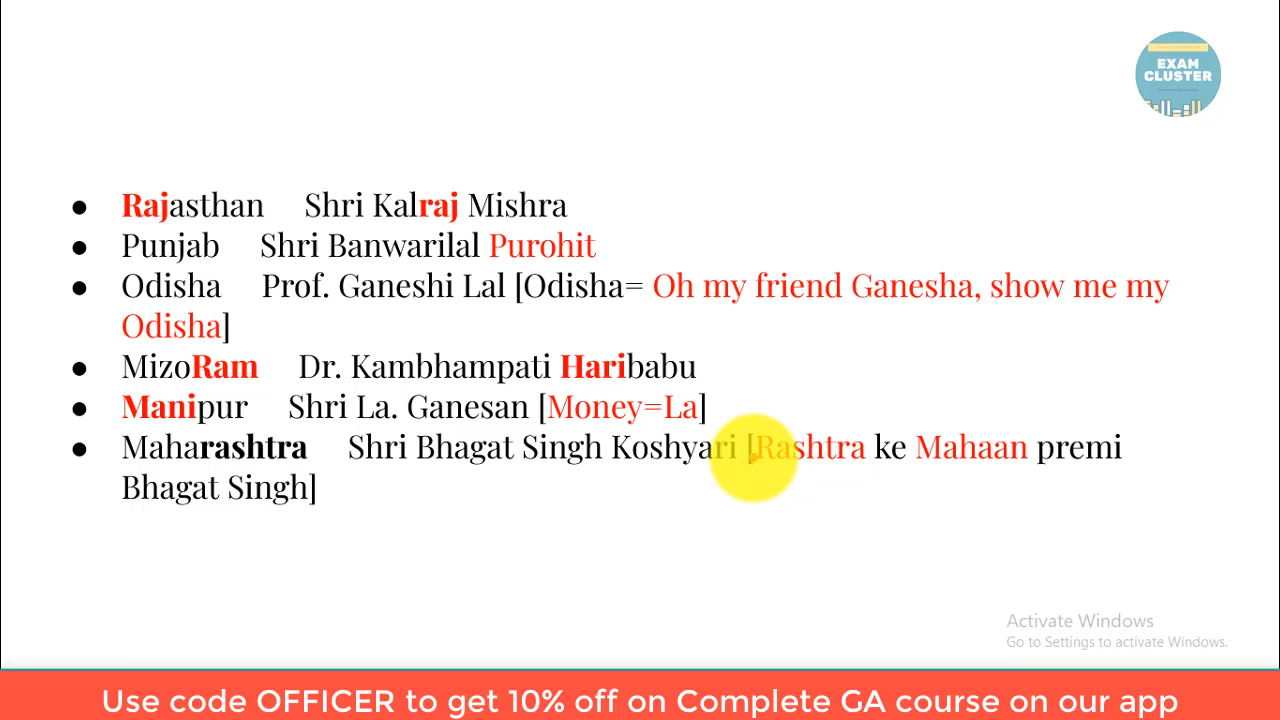 EXAM
CLUSTER
● Rajasthan Shri Kalraj Mishra
● Punjab Shri Banwarilal Purohit
● Odisha Prof. Ganeshi Lal [Odisha= Oh my friend Ganesha, show me my
Odisha]
● MizoRam Dr. Kambhampati Haribabu
● Manipur Shri La. Ganesan [Money=La]
● Maharashtra Shri Bhagat Singh Koshyari [Rashtra ke Mahaan premi
Bhagat Singh]
Activate Windows
Go to Settings to activate Windows.
Use code OFFICER to get 10% off on Complete GA course on our app